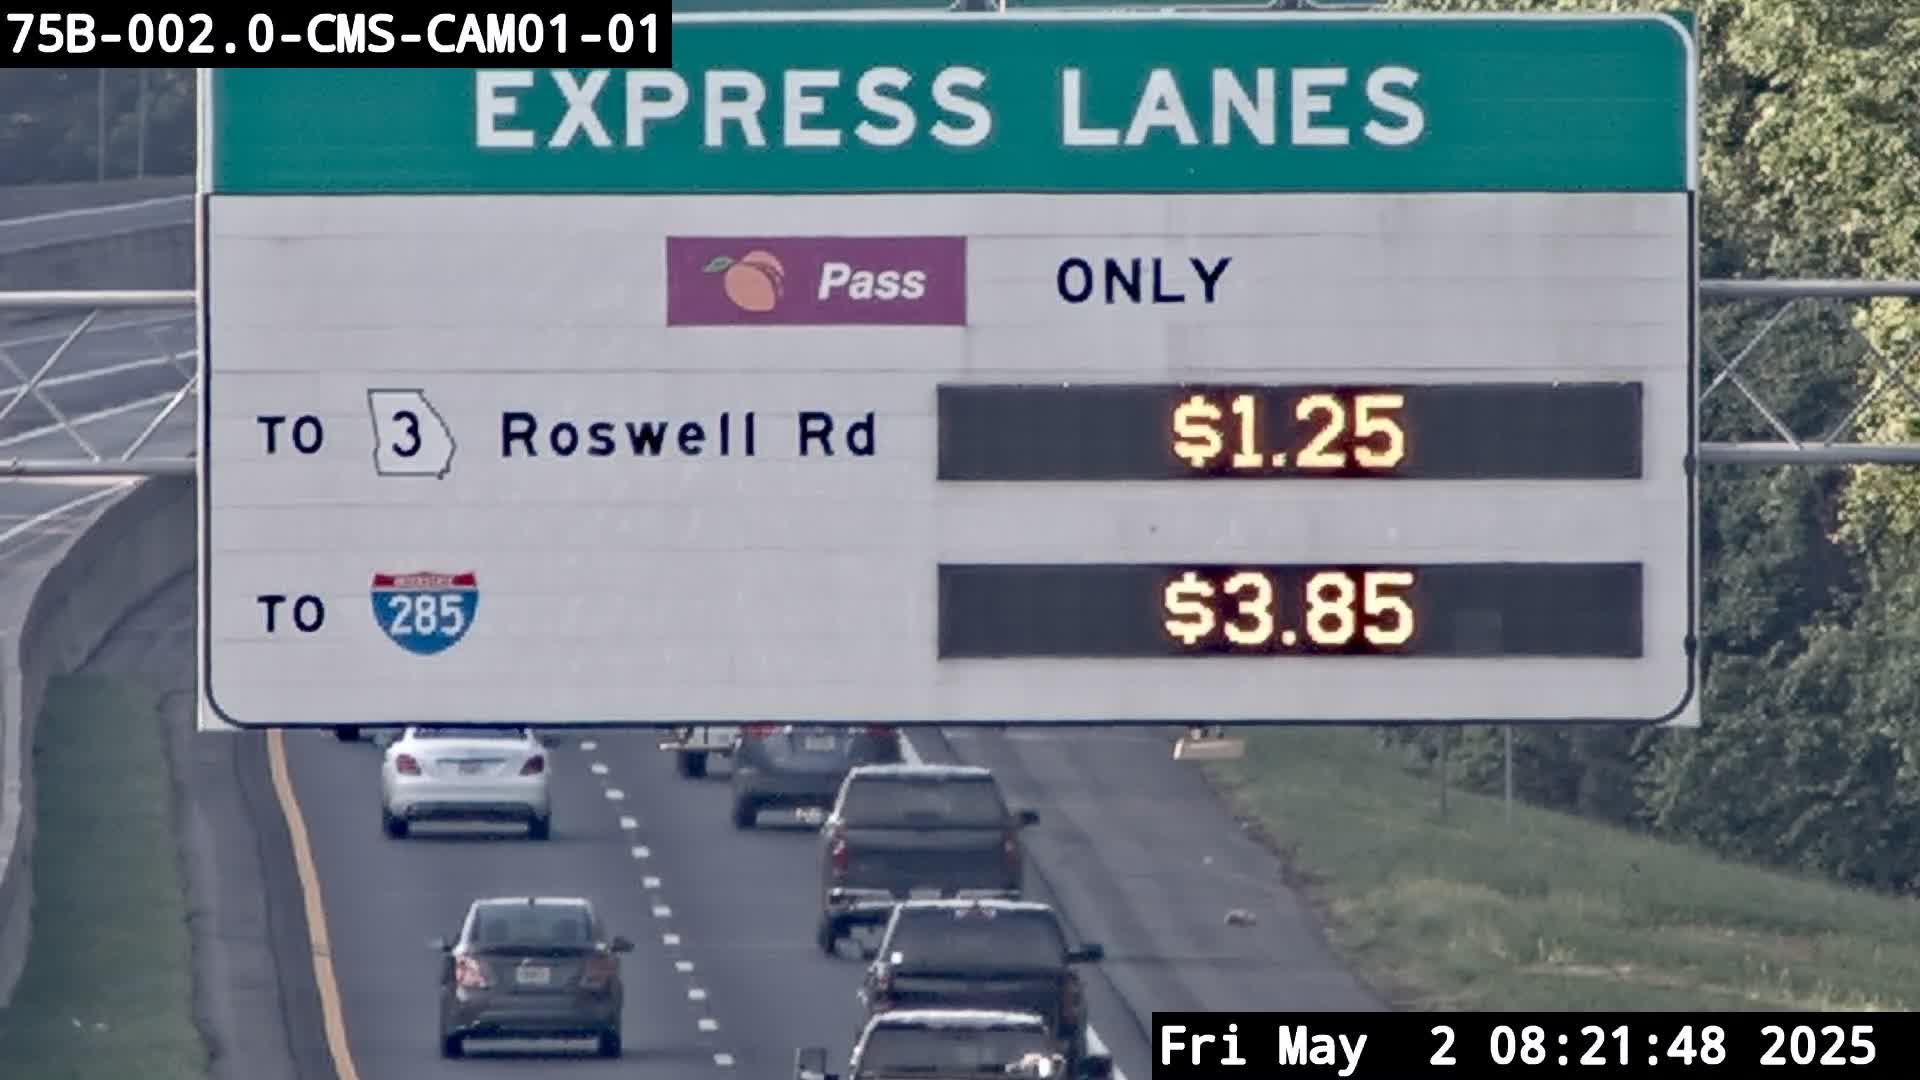 75B-002.0-CMS-CAM01-01
EXPRESS LANES
Pass ONLY
TO 3 Roswell Rd $1.25
INTERSTATE
TO 285 $3.85
Fri May 2 08:21:48 2025